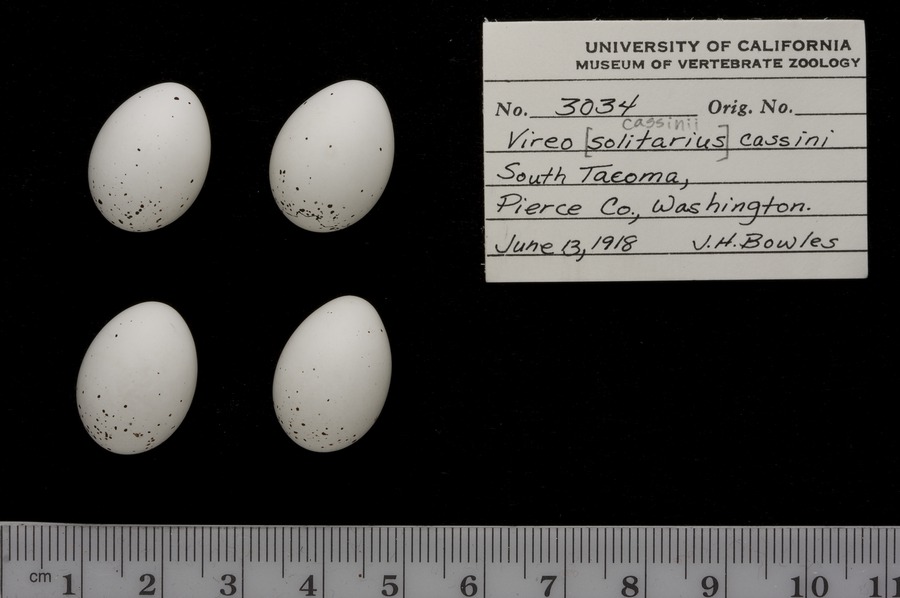 UNIVERSITY OF CALIFORNIA
MUSEUM OF VERTEBRATE ZOOLOGY
No. 3034 Orig. No.
cassinii
Vireo [solitarius] cassini
South Tacoma,
Pierce Co., Washington.
June 13, 1918 J.H. Bowles
cm 1 2 3 4 5 6 7 8 9 10 11